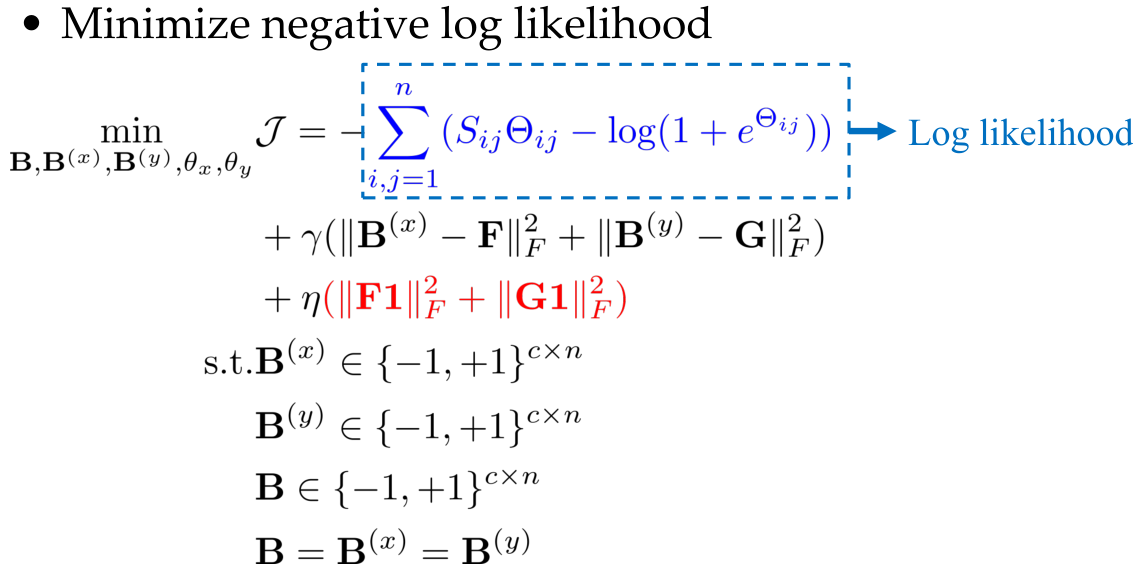 • Minimize negative log likelihood
min_{B,B^{(x)},B^{(y)},θ_x,θ_y} 𝒥 = −∑_{i,j=1}^{n} (S_{ij}Θ_{ij} − log(1 + e^{Θ_{ij}})) → Log likelihood
+ γ(‖B^{(x)} − F‖_F^2 + ‖B^{(y)} − G‖_F^2)
+ η(‖F1‖_F^2 + ‖G1‖_F^2)
s.t. B^{(x)} ∈ {−1, +1}^{c×n}
B^{(y)} ∈ {−1, +1}^{c×n}
B ∈ {−1, +1}^{c×n}
B = B^{(x)} = B^{(y)}